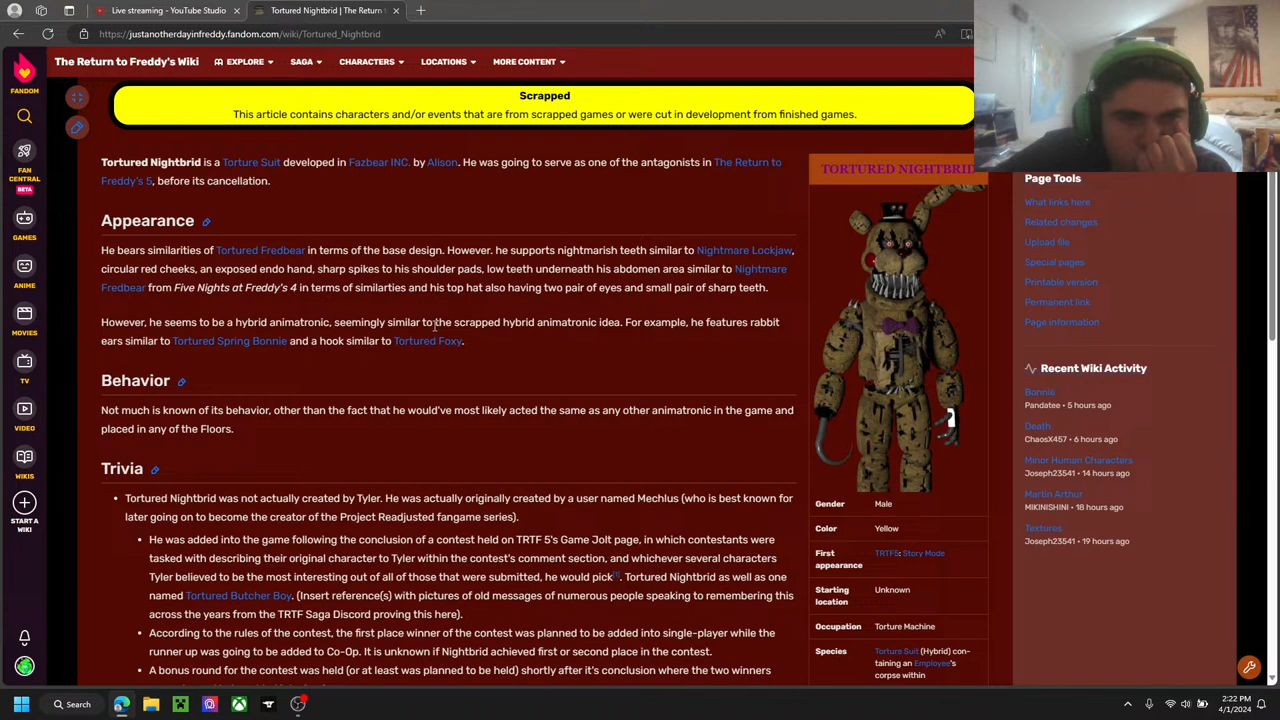 (1) YouTube Studio
Tortured Nightbrid | The Return t
https://justanotherdayinfreddy.fandom.com/wiki/Tortured_Nightbrid
The Return to Freddy's Wiki
EXPLORE
SAGA
CHARACTERS
LOCATIONS
MORE CONTENT
FANDOM
FAN
CENTRAL
BETA
GAMES
ANIME
MOVIES
TV
VIDEO
WIKIS
START A
WIKI
Scrapped
This article contains characters and/or events that are from scrapped games or were cut in development from finished games.
Tortured Nightbrid is a Torture Suit developed in Fazbear INC. by Alison. He was going to serve as one of the antagonists in The Return to
Freddy's 5, before its cancellation.
Appearance
He bears similarities of Tortured Fredbear in terms of the base design. However, he supports nightmarish teeth similar to Nightmare Lockjaw,
circular red cheeks, an exposed endo hand, sharp spikes to his shoulder pads, low teeth underneath his abdomen area similar to Nightmare
Fredbear from Five Nights at Freddy's 4 in terms of similarties and his top hat also having two pair of eyes and small pair of sharp teeth.
However, he seems to be a hybrid animatronic, seemingly similar to the scrapped hybrid animatronic idea. For example, he features rabbit
ears similar to Tortured Spring Bonnie and a hook similar to Tortured Foxy.
Behavior
Not much is known of its behavior, other than the fact that he would've most likely acted the same as any other animatronic in the game and
placed in any of the Floors.
Trivia
Tortured Nightbrid was not actually created by Tyler. He was actually originally created by a user named Mechlus (who is best known for
later going on to become the creator of the Project Readjusted fangame series).
He was added into the game following the conclusion of a contest held on TRTF 5's Game Jolt page, in which contestants were
tasked with describing their original character to Tyler within the contest's comment section, and whichever several characters
Tyler believed to be the most interesting out of all of those that were submitted, he would pick[1]. Tortured Nightbrid as well as one
named Tortured Butcher Boy. (Insert reference(s) with pictures of old messages of numerous people speaking to remembering this
across the years from the TRTF Saga Discord proving this here).
According to the rules of the contest, the first place winner of the contest was planned to be added into single-player while the
runner up was going to be added to Co-Op. It is unknown if Nightbrid achieved first or second place in the contest.
A bonus round for the contest was held (or at least was planned to be held) shortly after it's conclusion where the two winners
TORTURED NIGHTBRID
Gender
Male
Color
Yellow
First
appearance
TRTF5: Story Mode
Starting
location
Unknown
Occupation
Torture Machine
Species
Torture Suit (Hybrid) con-
taining an Employee's
corpse within
Page Tools
What links here
Related changes
Upload file
Special pages
Printable version
Permanent link
Page information
Recent Wiki Activity
Bonnie
Pandatee • 5 hours ago
Death
ChaosX457 • 6 hours ago
Minor Human Characters
Joseph23541 • 14 hours ago
Martin Arthur
MIKINISHINI • 18 hours ago
Textures
Joseph23541 • 19 hours ago
Search
2:22 PM
4/1/2024